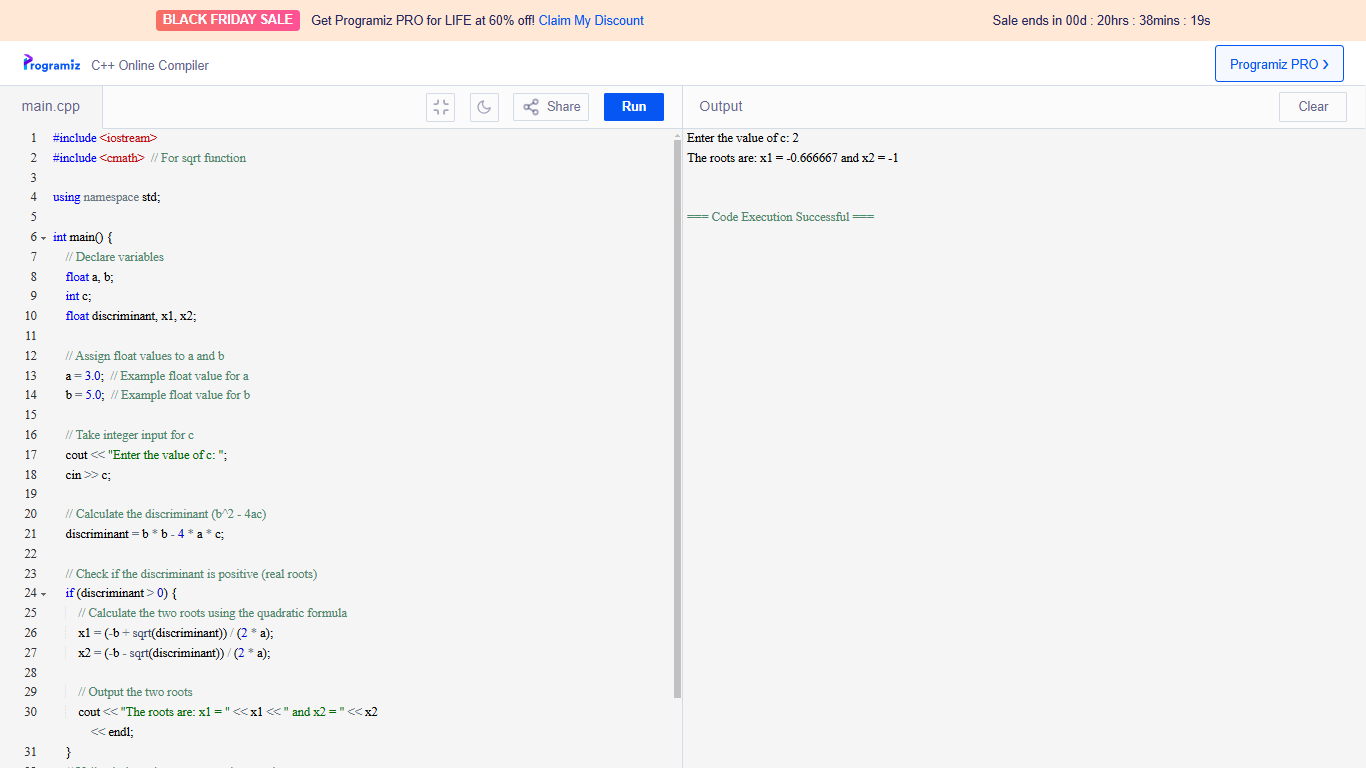 BLACK FRIDAY SALE Get Programiz PRO for LIFE at 60% off! Claim My Discount Sale ends in 00d : 20hrs : 38mins : 19s
Programiz C++ Online Compiler Programiz PRO ❯
main.cpp Share Run Output Clear
1 #include <iostream>
2 #include <cmath> // For sqrt function
3
4 using namespace std;
5
6 int main() {
7 // Declare variables
8 float a, b;
9 int c;
10 float discriminant, x1, x2;
11
12 // Assign float values to a and b
13 a = 3.0; // Example float value for a
14 b = 5.0; // Example float value for b
15
16 // Take integer input for c
17 cout << "Enter the value of c: ";
18 cin >> c;
19
20 // Calculate the discriminant (b^2 - 4ac)
21 discriminant = b * b - 4 * a * c;
22
23 // Check if the discriminant is positive (real roots)
24 if (discriminant > 0) {
25 // Calculate the two roots using the quadratic formula
26 x1 = (-b + sqrt(discriminant)) / (2 * a);
27 x2 = (-b - sqrt(discriminant)) / (2 * a);
28
29 // Output the two roots
30 cout << "The roots are: x1 = " << x1 << " and x2 = " << x2
<< endl;
31 }
Enter the value of c: 2
The roots are: x1 = -0.666667 and x2 = -1
=== Code Execution Successful ===